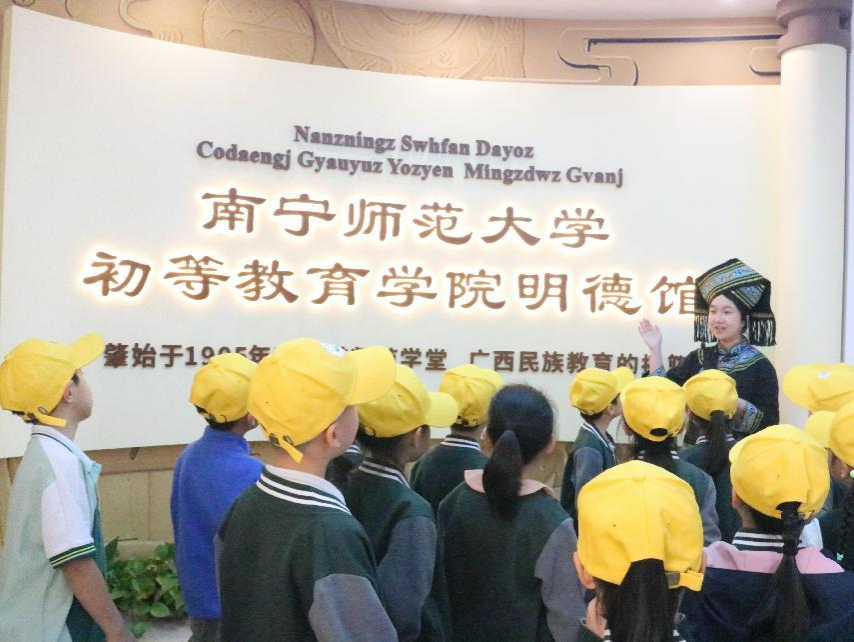 Nanzningz Swhfan Dayoz
Codaengj Gyauyuz Yozyen Mingzdwz Gvanj
南宁师范大学
初等教育学院明德馆
肇始于1905年 学堂 广西民族教育的